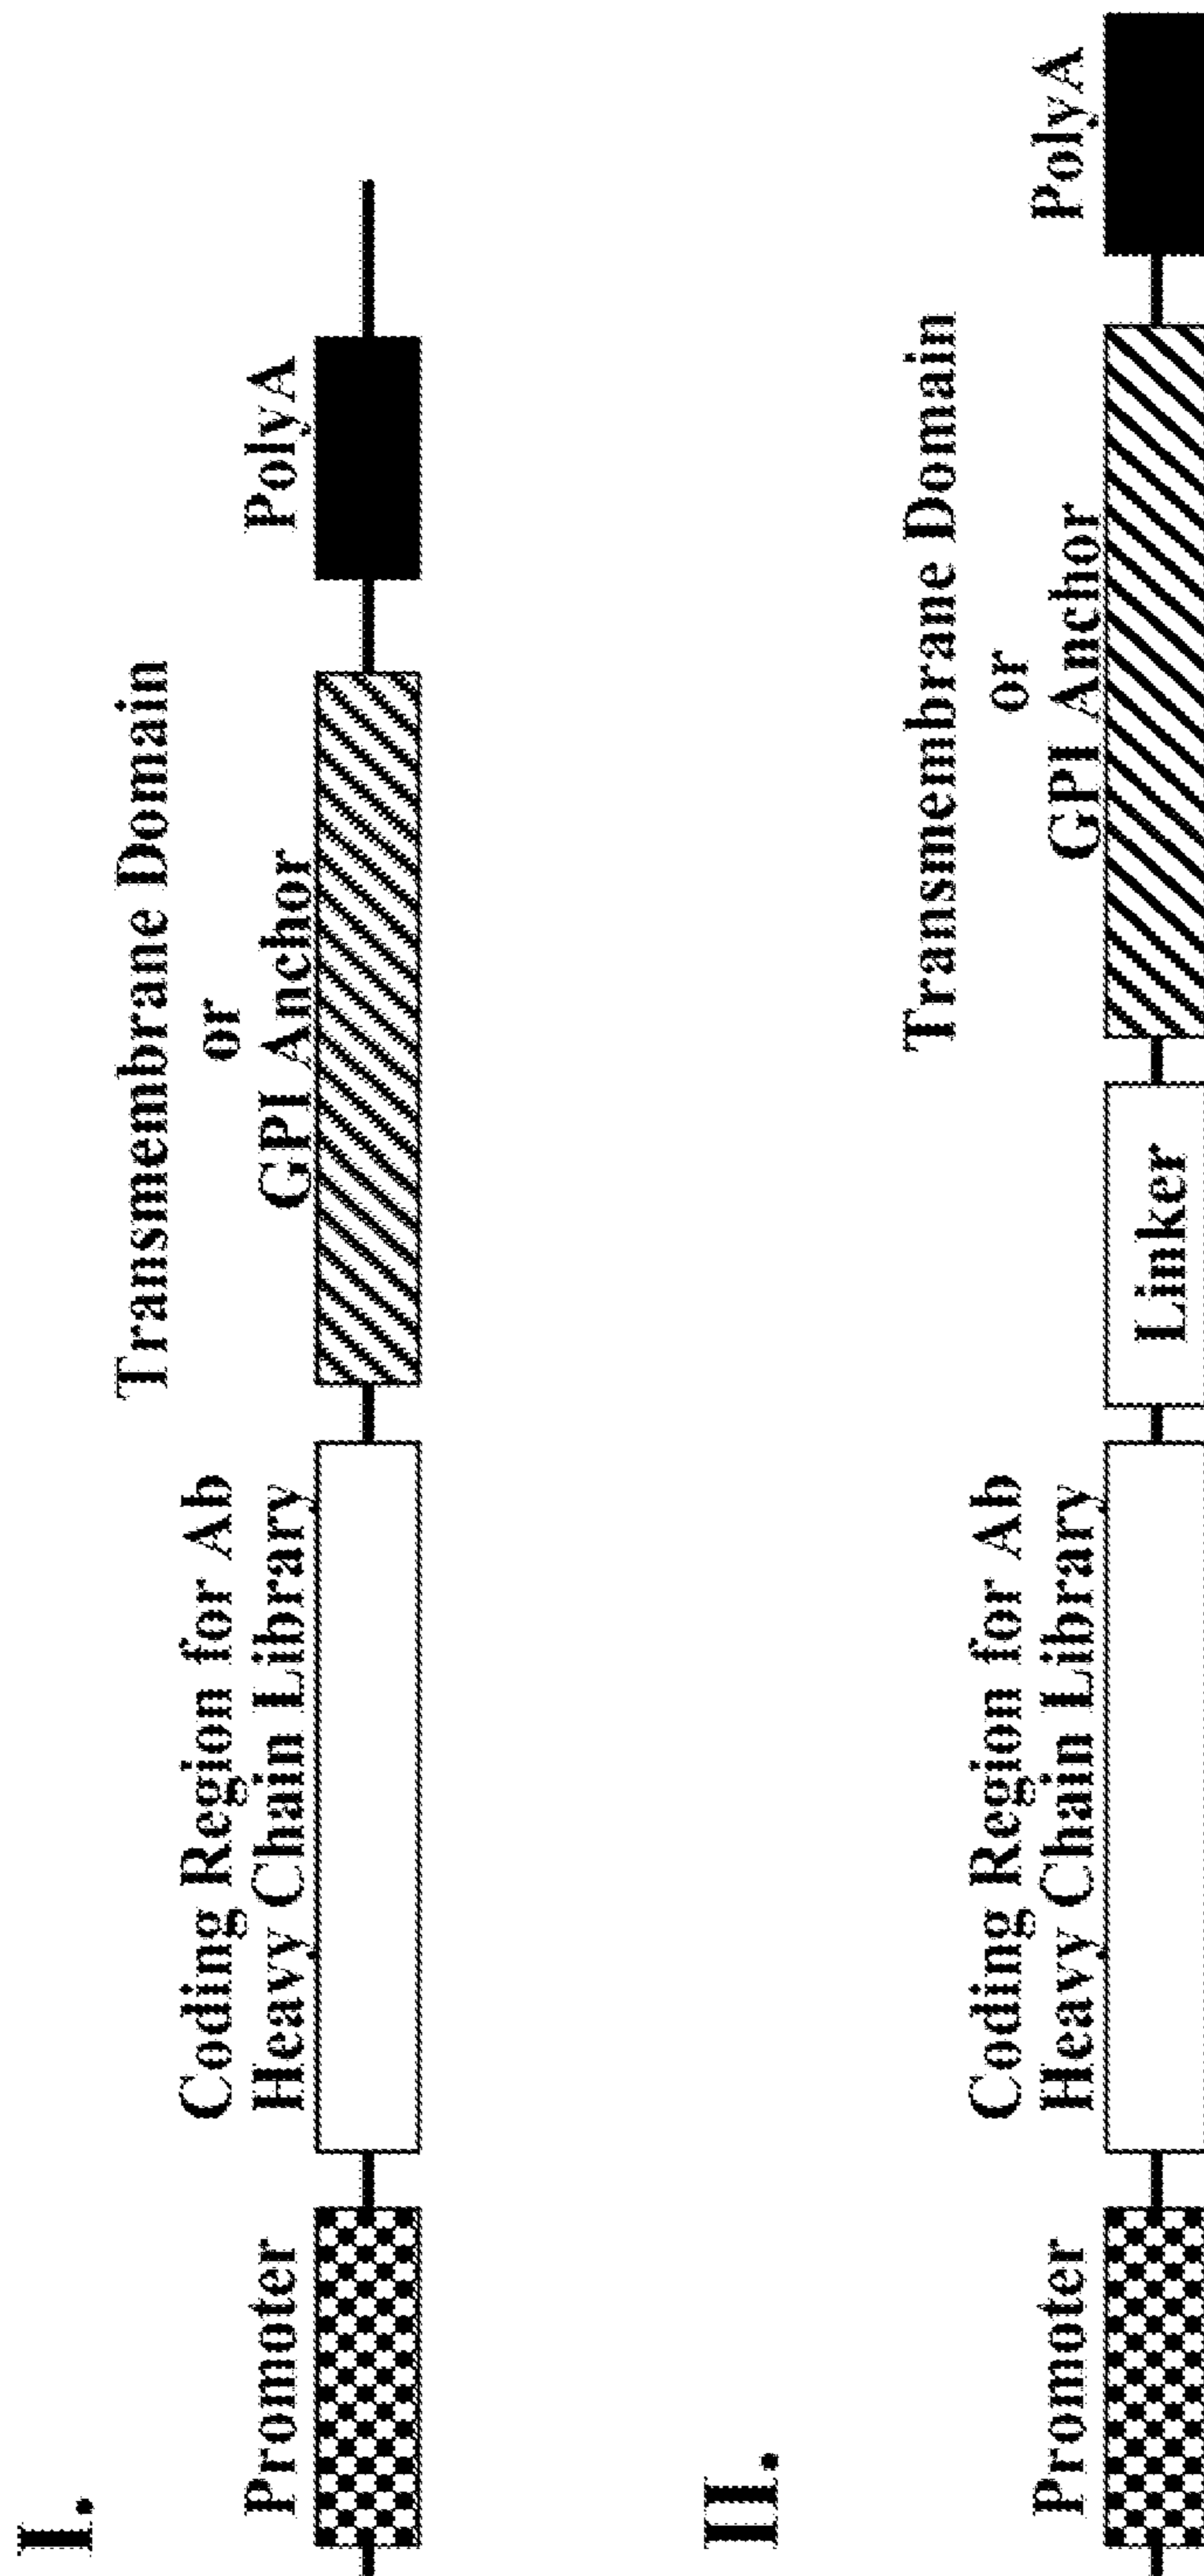 I.
Promoter
Coding Region for Ab
Heavy Chain Library
Transmembrane Domain
or
GPI Anchor
PolyA
II.
Promoter
Coding Region for Ab
Heavy Chain Library
Linker
Transmembrane Domain
or
GPI Anchor
PolyA